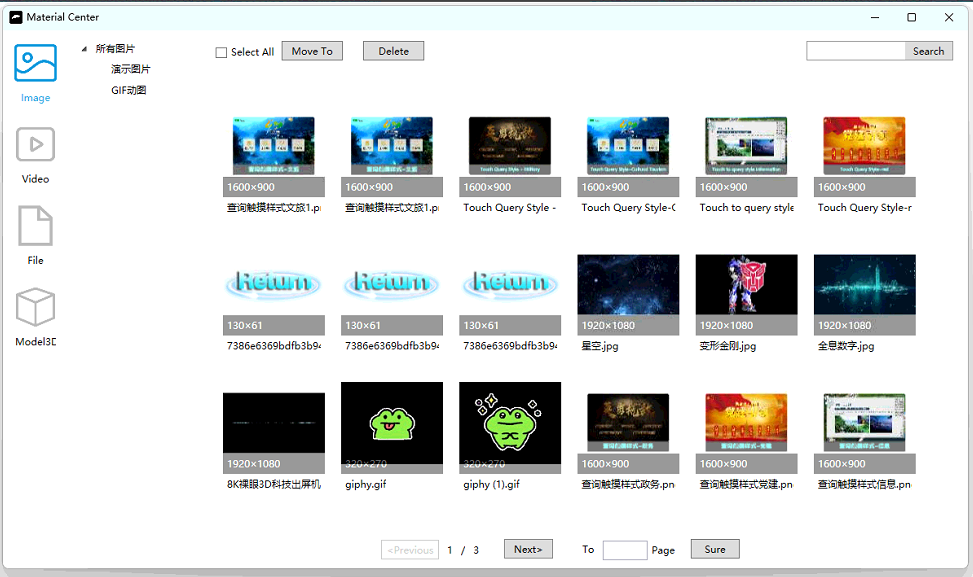 Material Center
所有图片
演示图片
GIF动图
Select All
Move To
Delete
Search
Image
Video
File
Model3D
1600×900
1600×900
1600×900
1600×900
1600×900
1600×900
查询触摸样式文旅1.pr
查询触摸样式文旅1.pr
Touch Query Style -
Touch Query Style-C
Touch to query style
Touch Query Style-r
Return
Return
Return
130×61
130×61
130×61
1920×1080
1920×1080
1920×1080
7386e6369bdfb3b94
7386e6369bdfb3b94
7386e6369bdfb3b94
星空.jpg
变形金刚.jpg
全息数字.jpg
1920×1080
320×270
320×270
1600×900
1600×900
1600×900
8K裸眼3D科技出屏机
giphy.gif
giphy (1).gif
查询触摸样式政务.pn
查询触摸样式党建.pn
查询触摸样式信息.pn
<Previous
1 / 3
Next>
To
Page
Sure